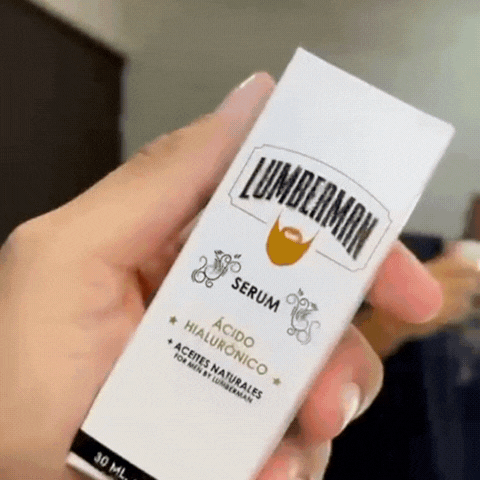 LUMBERMAN
SERUM
ÁCIDO
HIALURÓNICO
+ ACEITES NATURALES
FOR MEN BY LUMBERMAN
30 ML.